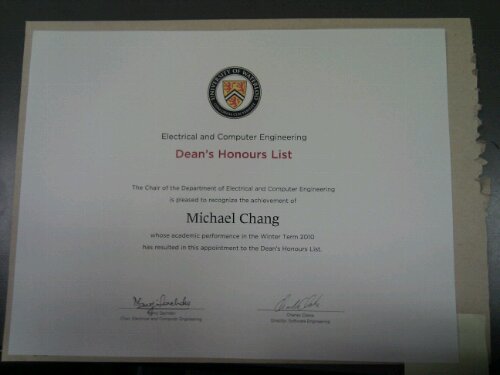 UNIVERSITY OF WATERLOO
Electrical and Computer Engineering
Dean's Honours List
The Chair of the Department of Electrical and Computer Engineering
is pleased to recognize the achievement of
Michael Chang
whose academic performance in the Winter Term 2010
has resulted in this appointment to the Dean's Honours List.
Chair, Electrical and Computer Engineering
Charles Clarke
Director, Software Engineering